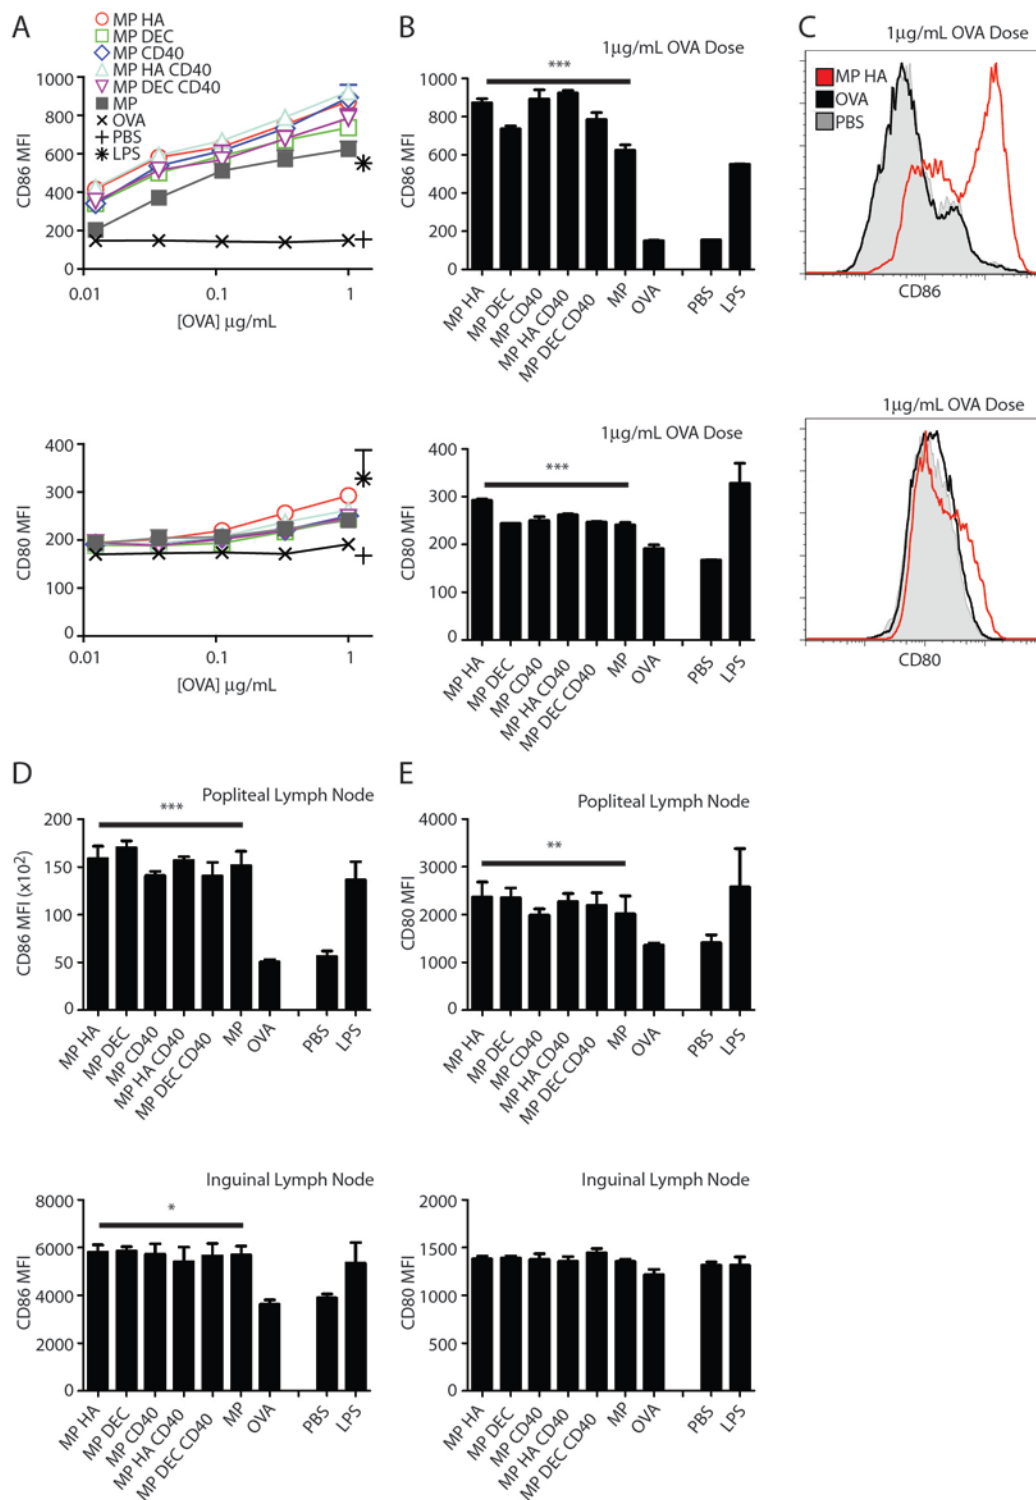 A
MP HA
MP DEC
MP CD40
MP HA CD40
MP DEC CD40
MP
OVA
PBS
LPS
1000
800
600
400
200
0
CD86 MFI
0.01
0.1
1
[OVA] µg/mL
400
300
200
100
0
CD80 MFI
0.01
0.1
1
[OVA] µg/mL
B
1µg/mL OVA Dose
***
1000
800
600
400
200
0
CD86 MFI
MP HA
MP DEC
MP CD40
MP HA CD40
MP DEC CD40
MP
OVA
PBS
LPS
1µg/mL OVA Dose
***
400
300
200
100
0
CD80 MFI
MP HA
MP DEC
MP CD40
MP HA CD40
MP DEC CD40
MP
OVA
PBS
LPS
C
1µg/mL OVA Dose
MP HA
OVA
PBS
CD86
1µg/mL OVA Dose
CD80
D
Popliteal Lymph Node
***
200
150
100
50
0
CD86 MFI (x10²)
MP HA
MP DEC
MP CD40
MP HA CD40
MP DEC CD40
MP
OVA
PBS
LPS
Inguinal Lymph Node
*
8000
6000
4000
2000
0
CD86 MFI
MP HA
MP DEC
MP CD40
MP HA CD40
MP DEC CD40
MP
OVA
PBS
LPS
E
Popliteal Lymph Node
**
4000
3000
2000
1000
0
CD80 MFI
MP HA
MP DEC
MP CD40
MP HA CD40
MP DEC CD40
MP
OVA
PBS
LPS
Inguinal Lymph Node
2000
1500
1000
500
0
CD80 MFI
MP HA
MP DEC
MP CD40
MP HA CD40
MP DEC CD40
MP
OVA
PBS
LPS